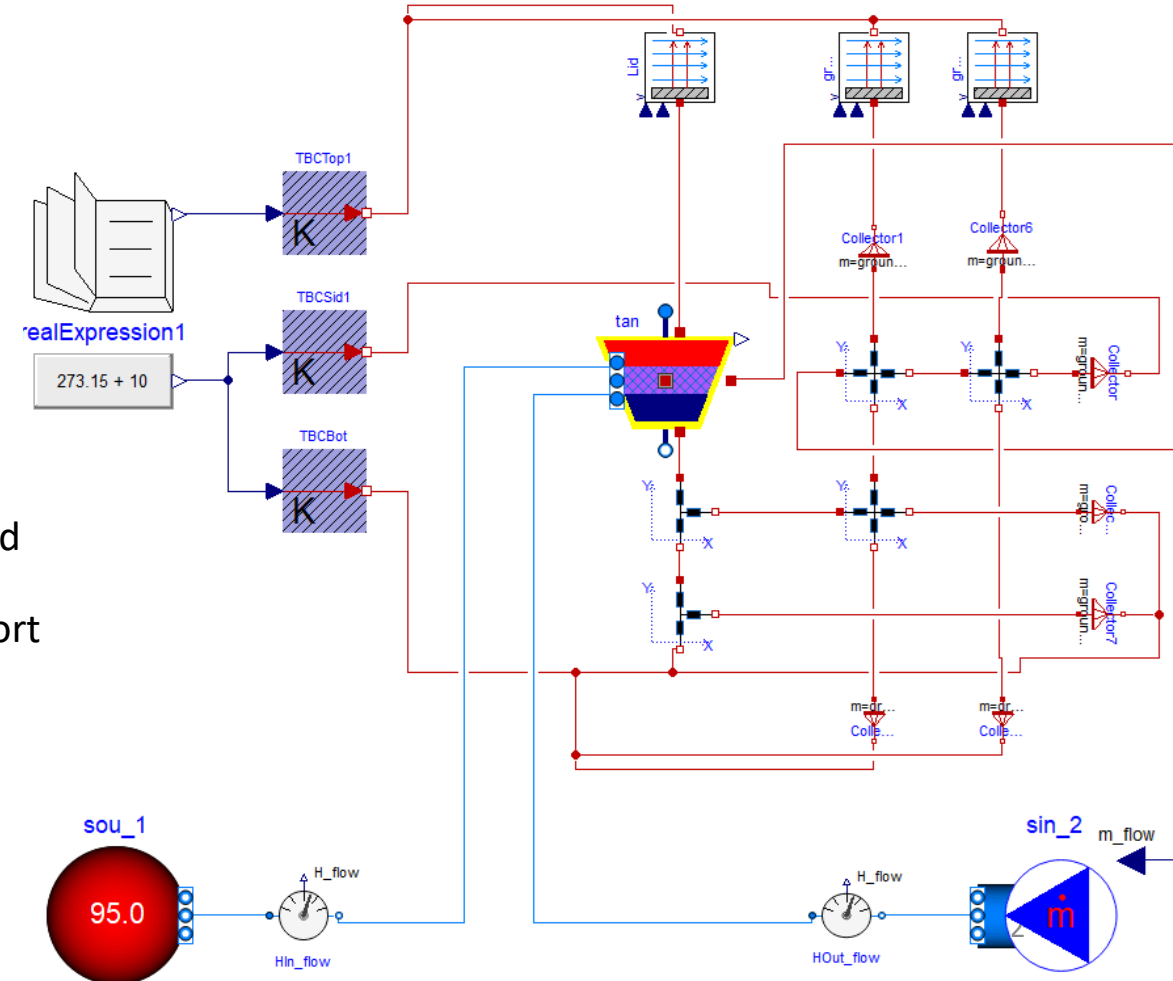 Lid
gr...
gr...
v
v
v
TBCTop1
K
Collector1
m=groun...
Collector6
m=groun...
TBCSid1
K
tan
realExpression1
273.15 + 10
Y
X
Y
X
m=groun...
Collector
TBCBot
K
Y
X
Y
X
m=gro...
Collec...
d
Y
X
m=groun...
Collector7
ort
m=gr...
Colle...
m=gr...
Colle...
sou_1
95.0
H_flow
HIn_flow
H_flow
HOut_flow
sin_2
m_flow
ṁ
2